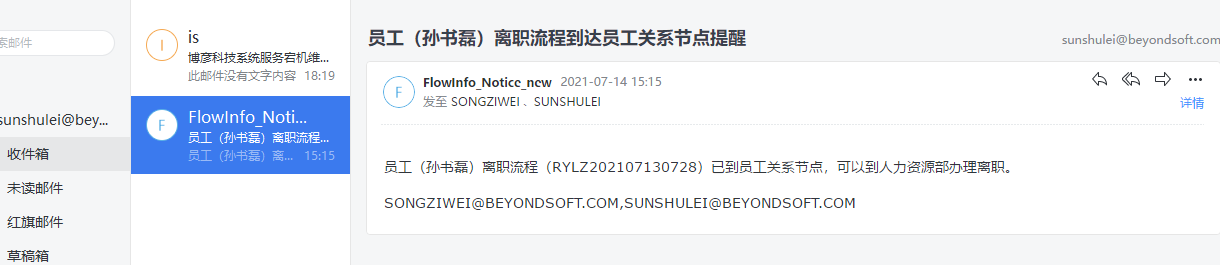 索邮件
sunshulei@bey...
收件箱
未读邮件
红旗邮件
草稿箱
I
is
博彦科技系统服务宕机维...
此邮件没有文字内容 18:19
F
FlowInfo_Noti...
员工（孙书磊）离职流程...
员工（孙书磊）离... 15:15
员工（孙书磊）离职流程到达员工关系节点提醒
sunshulei@beyondsoft.com
F
FlowInfo_Notice_new 2021-07-14 15:15
发至 SONGZIWEI 、SUNSHULEI
详情
员工（孙书磊）离职流程（RYLZ202107130728）已到员工关系节点，可以到人力资源部办理离职。
SONGZIWEI@BEYONDSOFT.COM,SUNSHULEI@BEYONDSOFT.COM